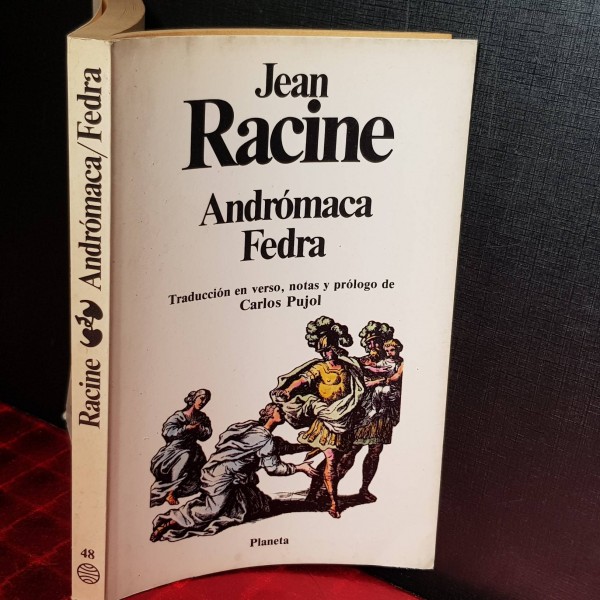 Jean
Racine
Andrómaca
Fedra
Traducción en verso, notas y prólogo de
Carlos Pujol
Planeta
Racine Andrómaca/Fedra
48